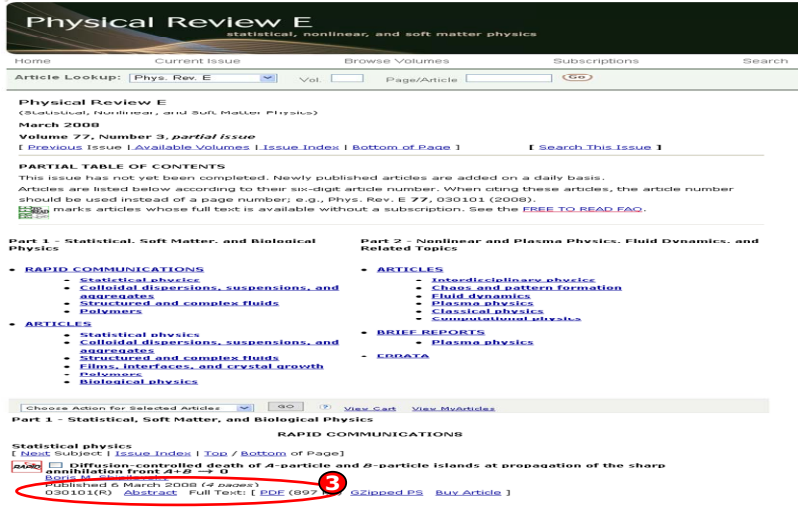 Physical Review E
statistical, nonlinear, and soft matter physics
Home Current Issue Browse Volumes Subscriptions Search
Article Lookup: Phys. Rev. E Vol. Page/Article Go
Physical Review E
(Statistical, Nonlinear, and Soft Matter Physics)
March 2008
Volume 77, Number 3, partial issue
[ Previous Issue | Available Volumes | Issue Index | Bottom of Page ] [ Search This Issue ]
PARTIAL TABLE OF CONTENTS
This issue has not yet been completed. Newly published articles are added on a daily basis.
Articles are listed below according to their six-digit article number. When citing these articles, the article number
should be used instead of a page number; e.g., Phys. Rev. E 77, 030101 (2008).
marks articles whose full text is available without a subscription. See the FREE TO READ FAQ.
Part 1 - Statistical, Soft Matter, and Biological
Physics
• RAPID COMMUNICATIONS
• Statistical physics
• Colloidal dispersions, suspensions, and
aggregates
• Structured and complex fluids
• Polymers
• ARTICLES
• Statistical physics
• Colloidal dispersions, suspensions, and
aggregates
• Structured and complex fluids
• Films, interfaces, and crystal growth
• Polymers
• Biological physics
Part 2 - Nonlinear and Plasma Physics, Fluid Dynamics, and
Related Topics
• ARTICLES
• Interdisciplinary physics
• Chaos and pattern formation
• Fluid dynamics
• Plasma physics
• Classical physics
• Computational physics
• BRIEF REPORTS
• Plasma physics
• ERRATA
Choose Action for Selected Articles GO (?) View Cart View MyArticles
Part 1 - Statistical, Soft Matter, and Biological Physics
RAPID COMMUNICATIONS
Statistical physics
[ Next Subject | Issue Index | Top / Bottom of Page]
RAPID Diffusion-controlled death of A-particle and B-particle islands at propagation of the sharp
annihilation front A+B → 0
Boris M.
Published 6 March 2008 (4 pages)
3
030101(R) Abstract Full Text: [ PDF (897 GZipped PS Buy Article ]